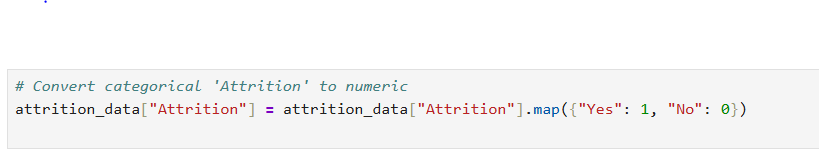 # Convert categorical 'Attrition' to numeric
attrition_data["Attrition"] = attrition_data["Attrition"].map({"Yes": 1, "No": 0})